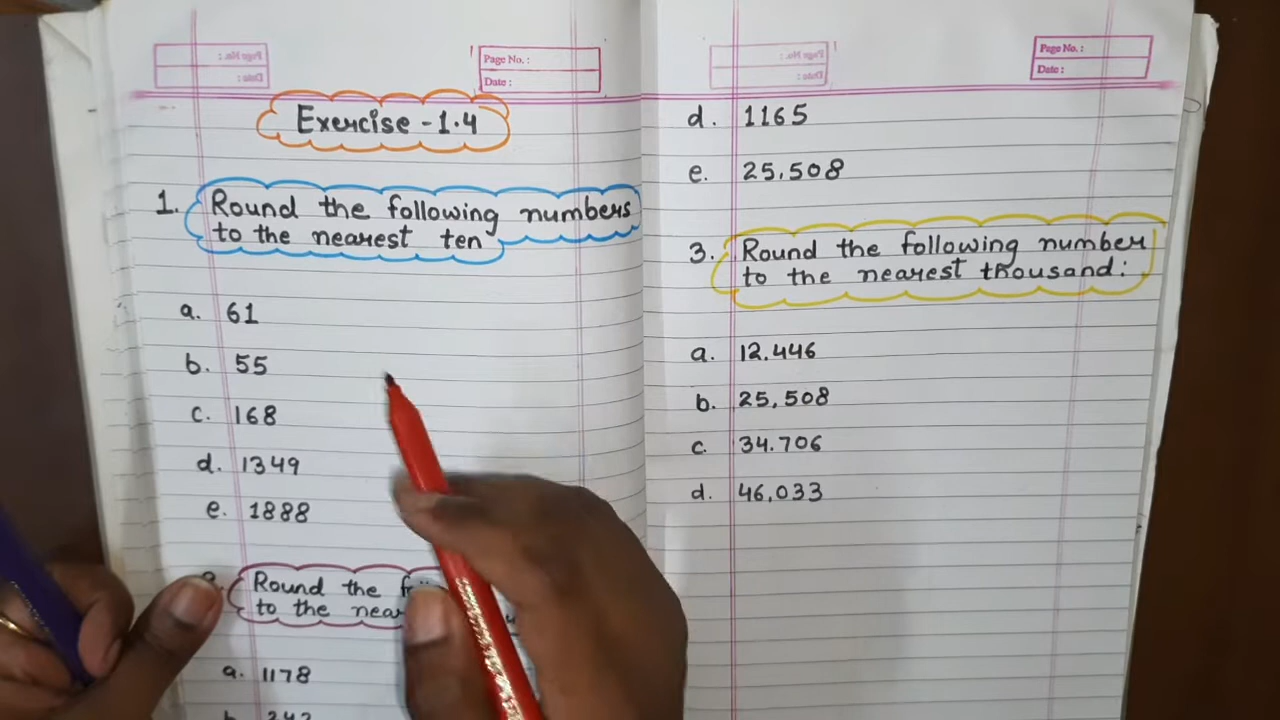 Page No. :
Date :
Exercise - 1.4
1. Round the following numbers
to the nearest ten
a. 61
b. 55
c. 168
d. 1349
e. 1888
Round the
to the
a. 1178
Page No. :
Date :
d. 1165
e. 25,508
3. Round the following number
to the nearest thousand:
a. 12,446
b. 25,508
c. 34,706
d. 46,033